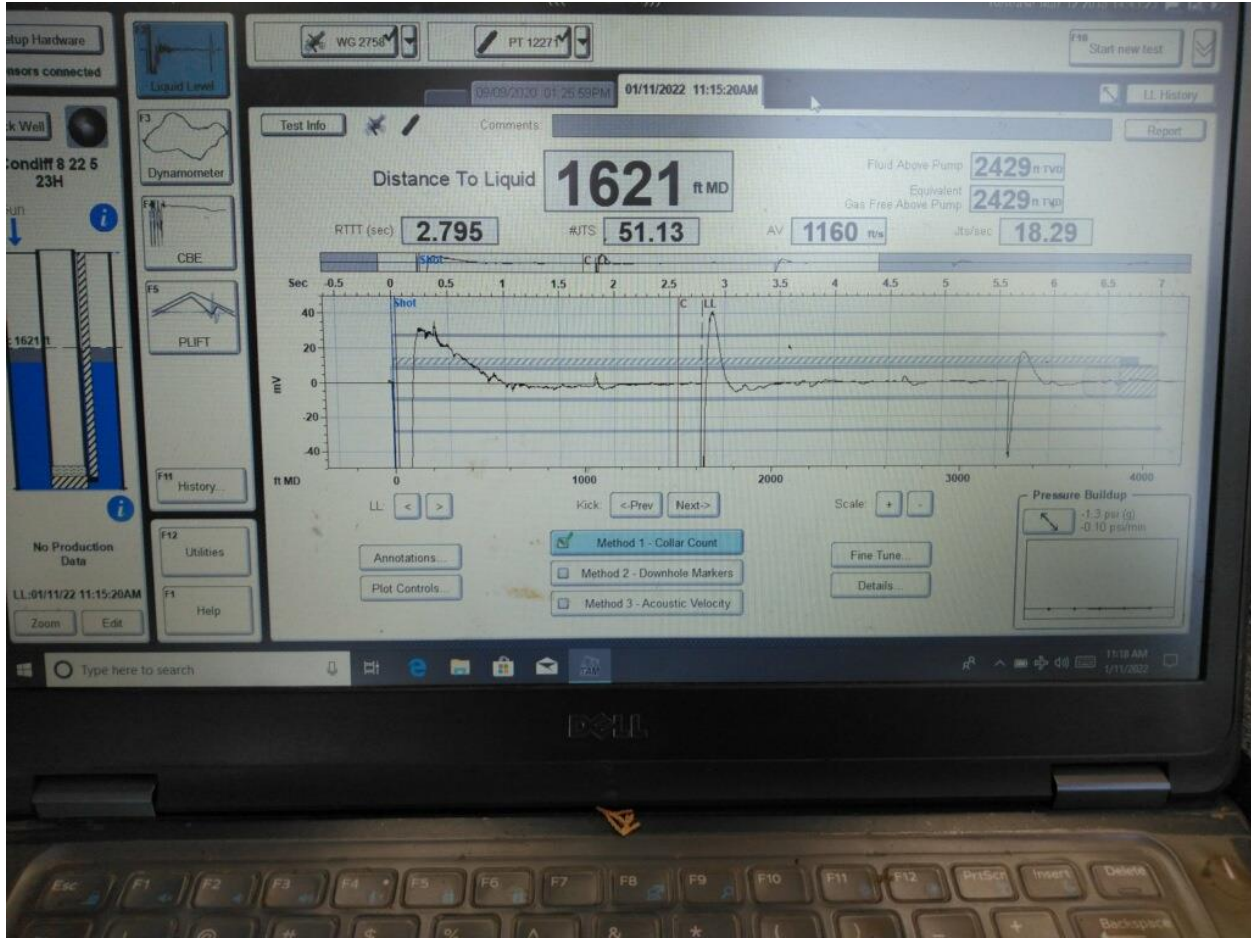 etup Hardware
nsors connected
Liquid Level
WG 2758
PT 12271
F10
Start new test
09/09/2020 01:25:59PM
01/11/2022 11:15:20AM
LL History
ck Well
ondiff 8 22 5
23H
F3
Dynamometer
CBE
F5
PLIFT
1621 ft
F11
History...
F12
Utilities
F1
Help
No Production
Data
LL:01/11/22 11:15:20AM
Zoom
Edit
Test Info
Comments:
Report
Distance To Liquid
1621 ft MD
Fluid Above Pump
2429 ft TVD
Equivalent
Gas Free Above Pump
2429 ft TVD
RTTT (sec)
2.795
#JTS
51.13
AV
1160 ft/s
Jts/sec
18.29
Shot
C
LL
Sec -0.5 0 0.5 1 1.5 2 2.5 3 3.5 4 4.5 5 5.5 6 6.5 7
Shot
C
LL
40
20
0
-20
-40
mV
ft MD 0 1000 2000 3000 4000
LL: < >
Kick: <-Prev Next->
Scale: + -
Annotations...
Plot Controls...
Method 1 - Collar Count
Method 2 - Downhole Markers
Method 3 - Acoustic Velocity
Fine Tune...
Details...
Pressure Buildup
-1.3 psi (g)
-0.10 psi/min
Type here to search
11:18 AM
1/11/2022
DELL
Esc F1 F2 F3 F4 F5 F6 F7 F8 F9 F10 F11 F12 PrtScr Insert Delete
! @ # $ % ^ & * ( ) _ + Backspace